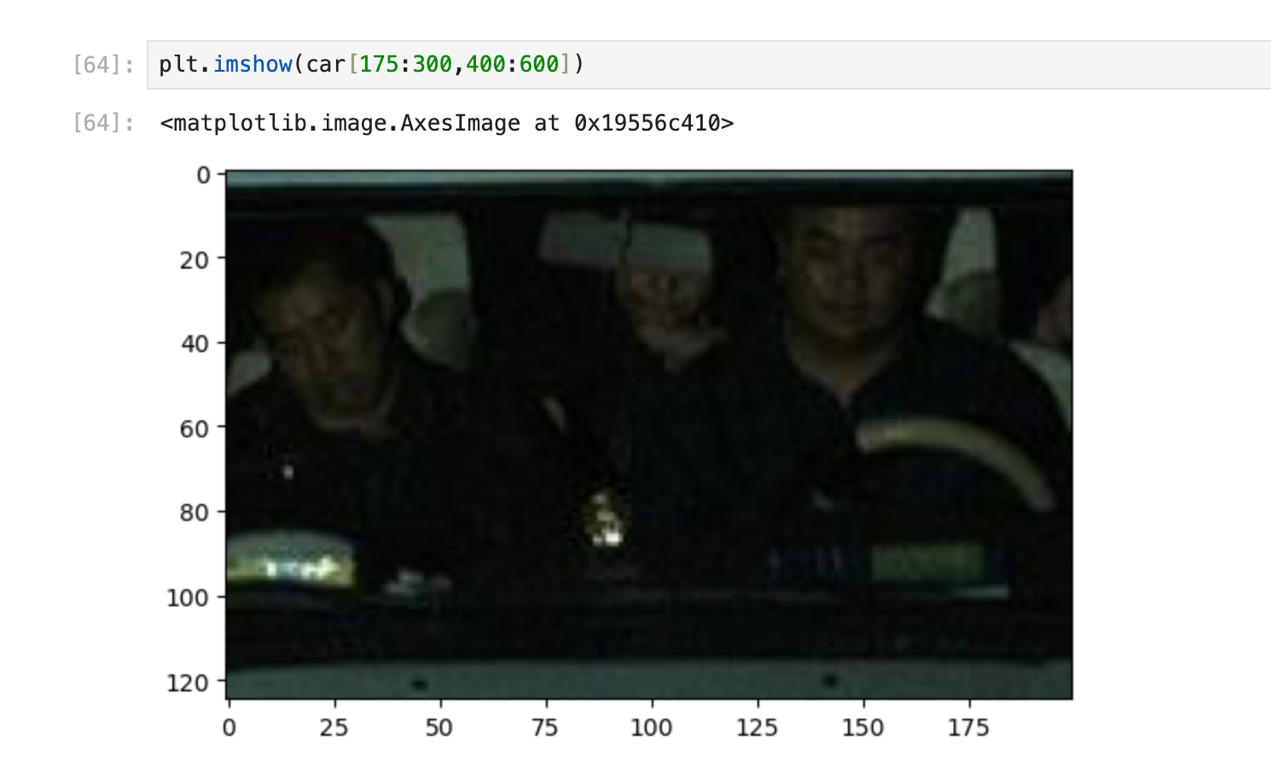 [64]: plt.imshow(car[175:300,400:600])
[64]: <matplotlib.image.AxesImage at 0x19556c410>
0
20
40
60
80
100
120
0 25 50 75 100 125 150 175